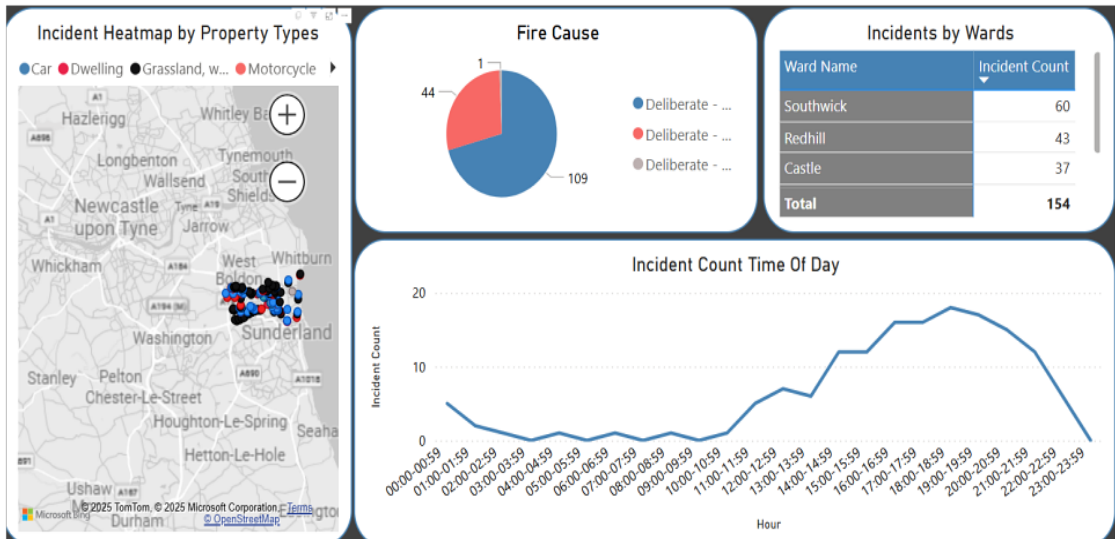 Incident Heatmap by Property Types
Car Dwelling Grassland, w... Motorcycle
A1
Hazlerigg
Whitley Ba
A696
Longbenton
Tynemouth
Wallsend
South
Shields
Newcastle
upon Tyne
Tyne
A19
A1
Jarrow
Whickham
A184
West
Boldon
Whitburn
A194 (M)
Washington
Sunderland
Stanley
Pelton
A690
A1018
Chester-Le-Street
Houghton-Le-Spring
Seaha
Hetton-Le-Hole
691
Ushaw
A167
Durham
© 2025 TomTom, © 2025 Microsoft Corporation, Terms
© OpenStreetMap
Microsoft Bing
Fire Cause
1
44
109
Deliberate - ...
Deliberate - ...
Deliberate - ...
Incidents by Wards
Ward Name Incident Count
Southwick 60
Redhill 43
Castle 37
Total 154
Incident Count Time Of Day
Incident Count
20
10
0
00:00-00:59
01:00-01:59
02:00-02:59
03:00-03:59
04:00-04:59
05:00-05:59
06:00-06:59
07:00-07:59
08:00-08:59
09:00-09:59
10:00-10:59
11:00-11:59
12:00-12:59
13:00-13:59
14:00-14:59
15:00-15:59
16:00-16:59
17:00-17:59
18:00-18:59
19:00-19:59
20:00-20:59
21:00-21:59
22:00-22:59
23:00-23:59
Hour